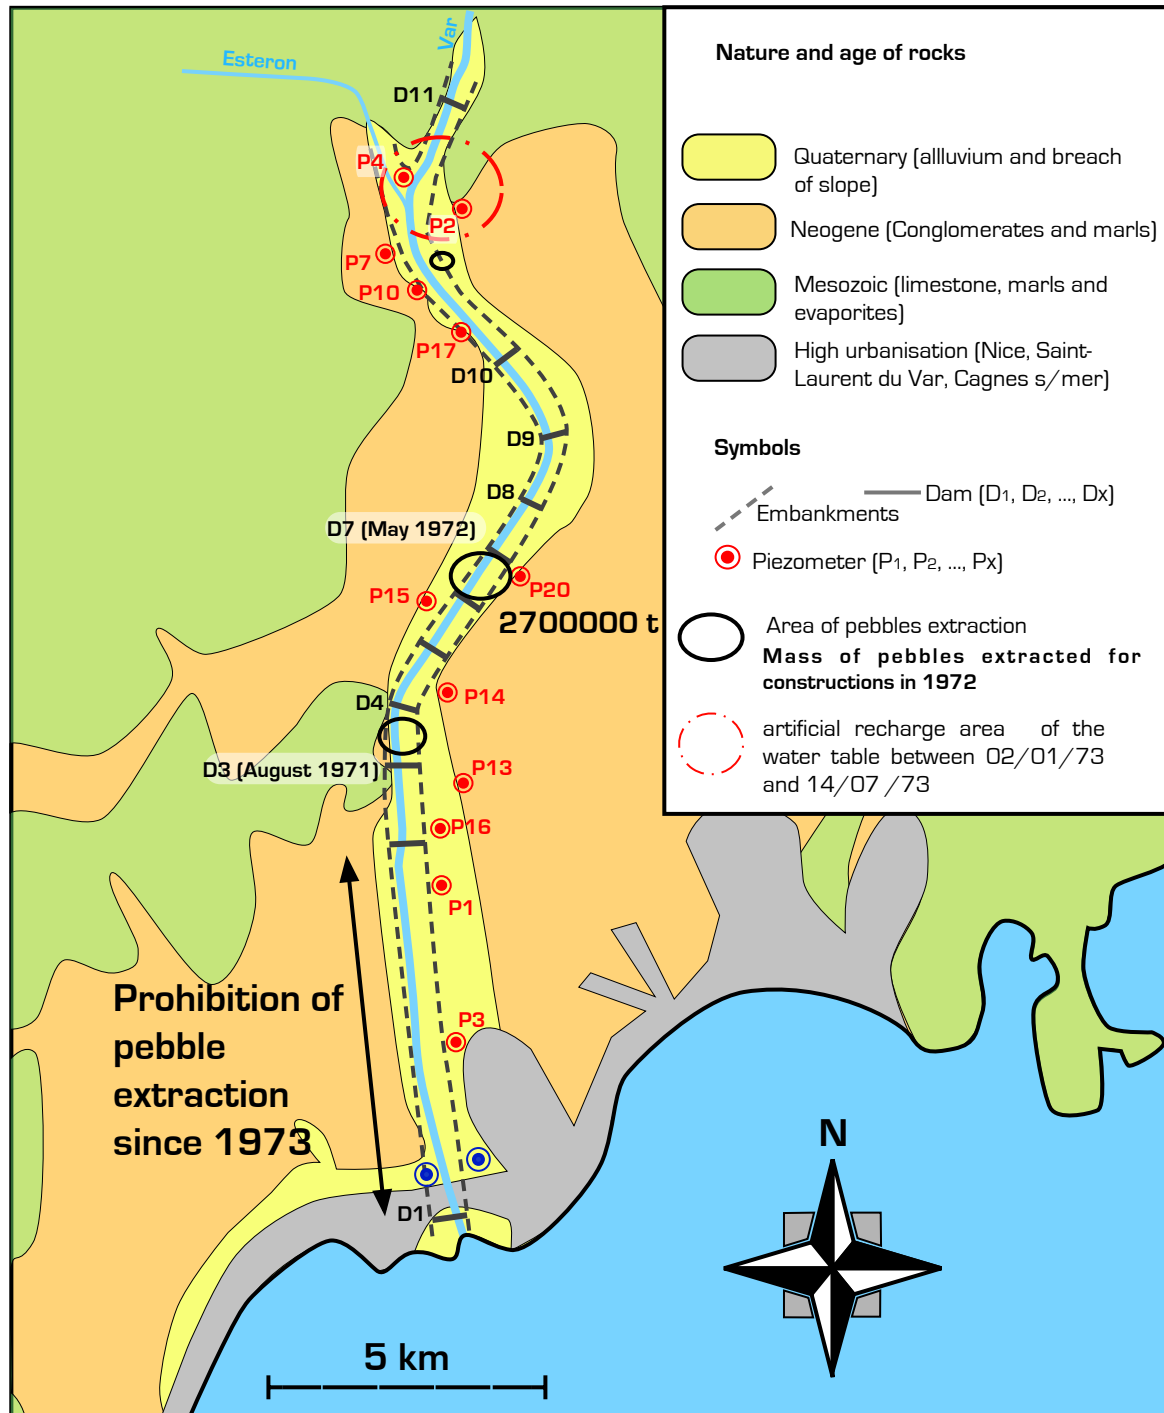 Var
Esteron
D11
P4
P2
P7
P10
P17
D10
D9
D8
D7 (May 1972)
P20
P15
2700000 t
P14
D4
D3 (August 1971)
P13
P16
P1
Prohibition of
pebble
extraction
since 1973
P3
D1
5 km
N
Nature and age of rocks
Quaternary (allluvium and breach
of slope)
Neogene (Conglomerates and marls)
Mesozoic (limestone, marls and
evaporites)
High urbanisation (Nice, Saint-
Laurent du Var, Cagnes s/mer)
Symbols
Embankments
Dam (D1, D2, ..., Dx)
Piezometer (P1, P2, ..., Px)
Area of pebbles extraction
Mass of pebbles extracted for
constructions in 1972
artificial recharge area of the
water table between 02/01/73
and 14/07 /73